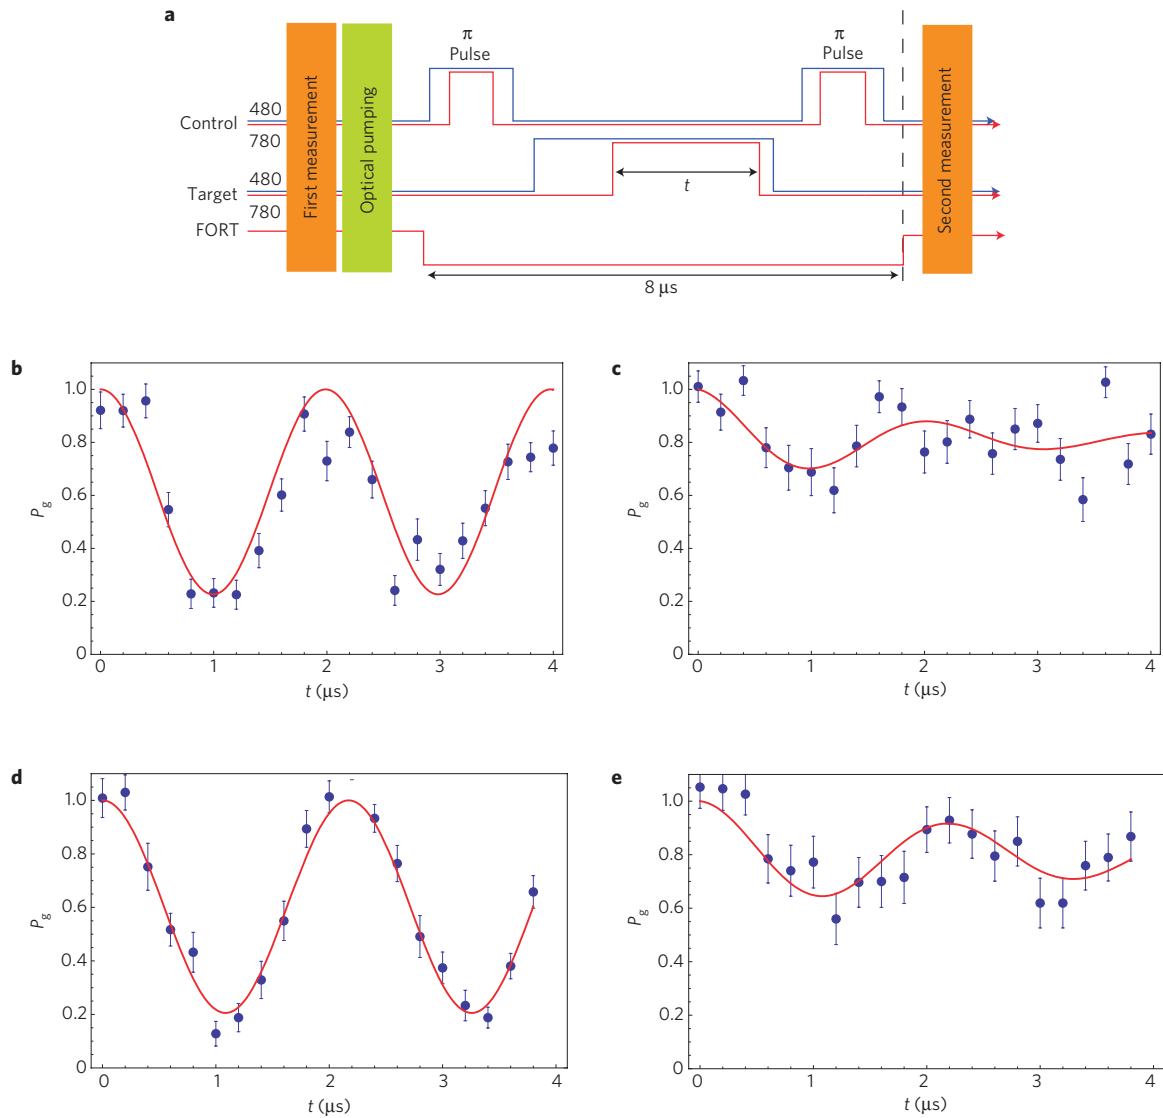 a
π
Pulse
π
Pulse
480
Control
780
480
Target
780
FORT
First measurement
Optical pumping
t
Second measurement
8 μs
b
P_g
1.0
0.8
0.6
0.4
0.2
0
0 1 2 3 4
t (μs)
c
P_g
1.0
0.8
0.6
0.4
0.2
0
0 1 2 3 4
t (μs)
d
P_g
1.0
0.8
0.6
0.4
0.2
0
0 1 2 3 4
t (μs)
e
P_g
1.0
0.8
0.6
0.4
0.2
0
0 1 2 3 4
t (μs)